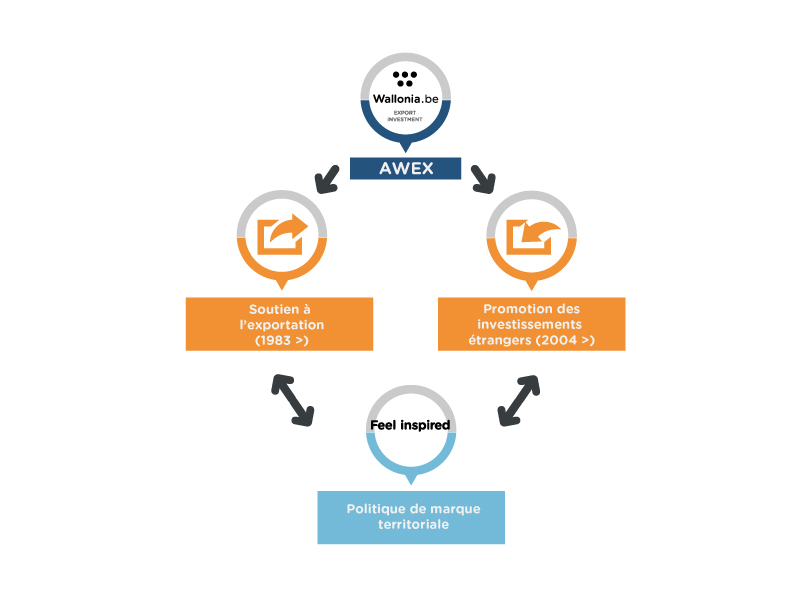 Wallonia.be
EXPORT
INVESTMENT
AWEX
Soutien à
l'exportation
(1983 >)
Promotion des
investissements
étrangers (2004 >)
Feel inspired
Politique de marque
territoriale